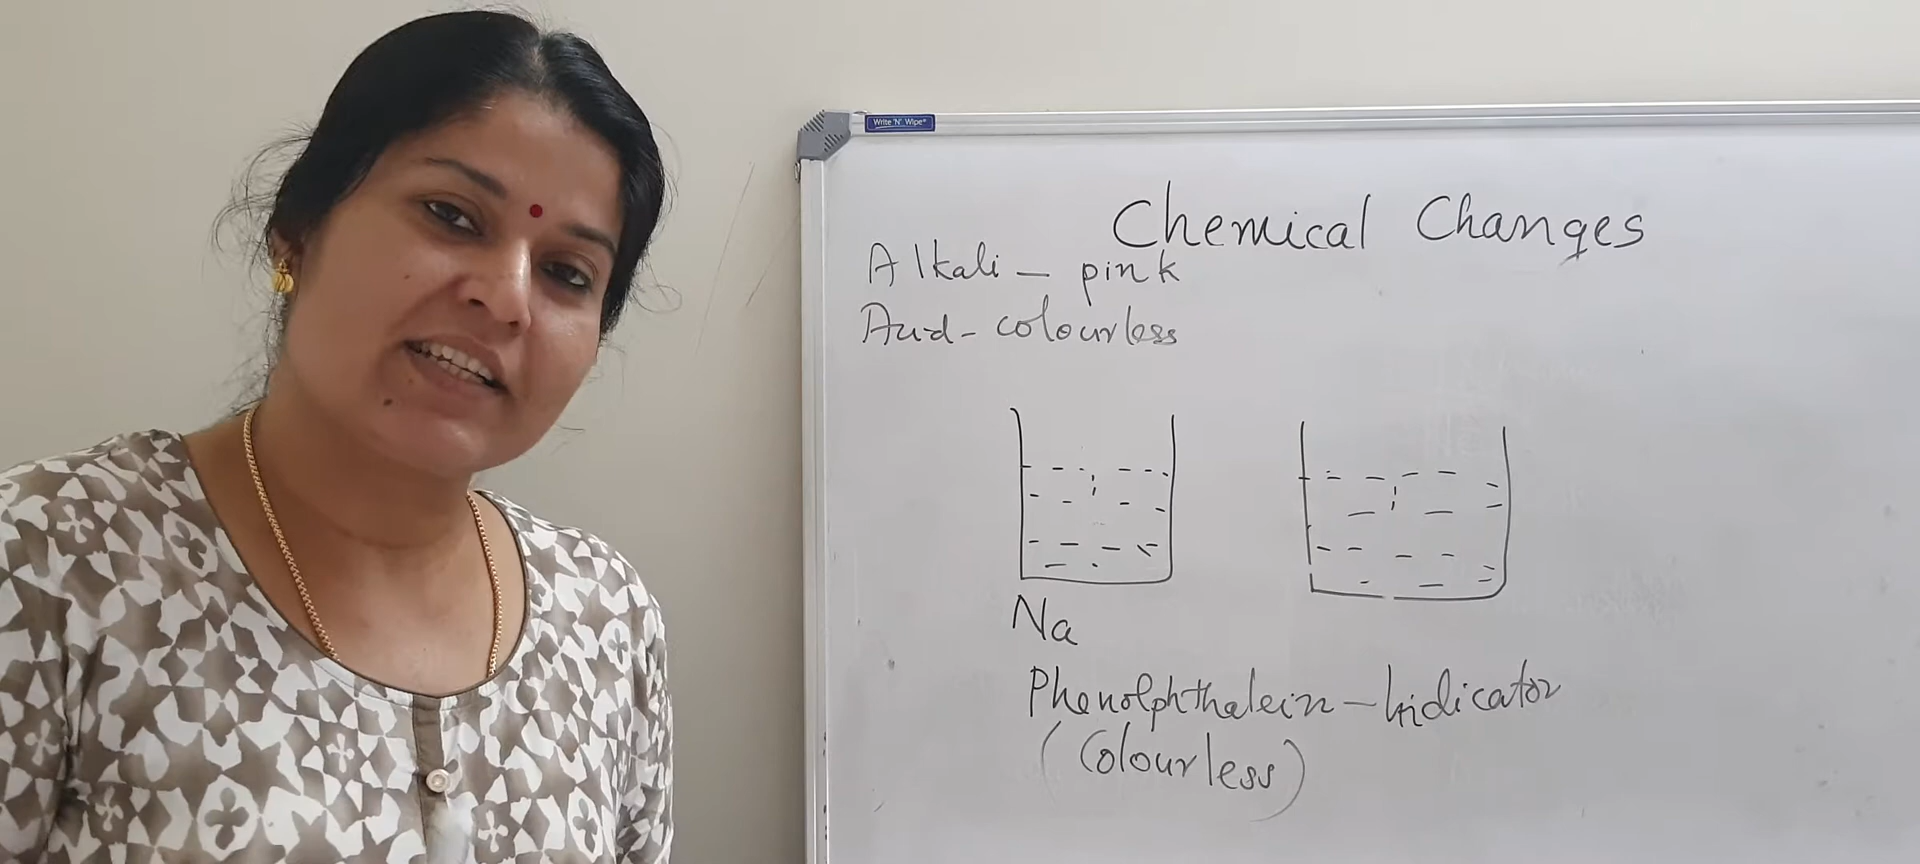 Write 'N' Wipe®
Chemical Changes
Alkali - pink
Acid - colourless
Na
Phenolphthalein - Indicator
(Colourless)